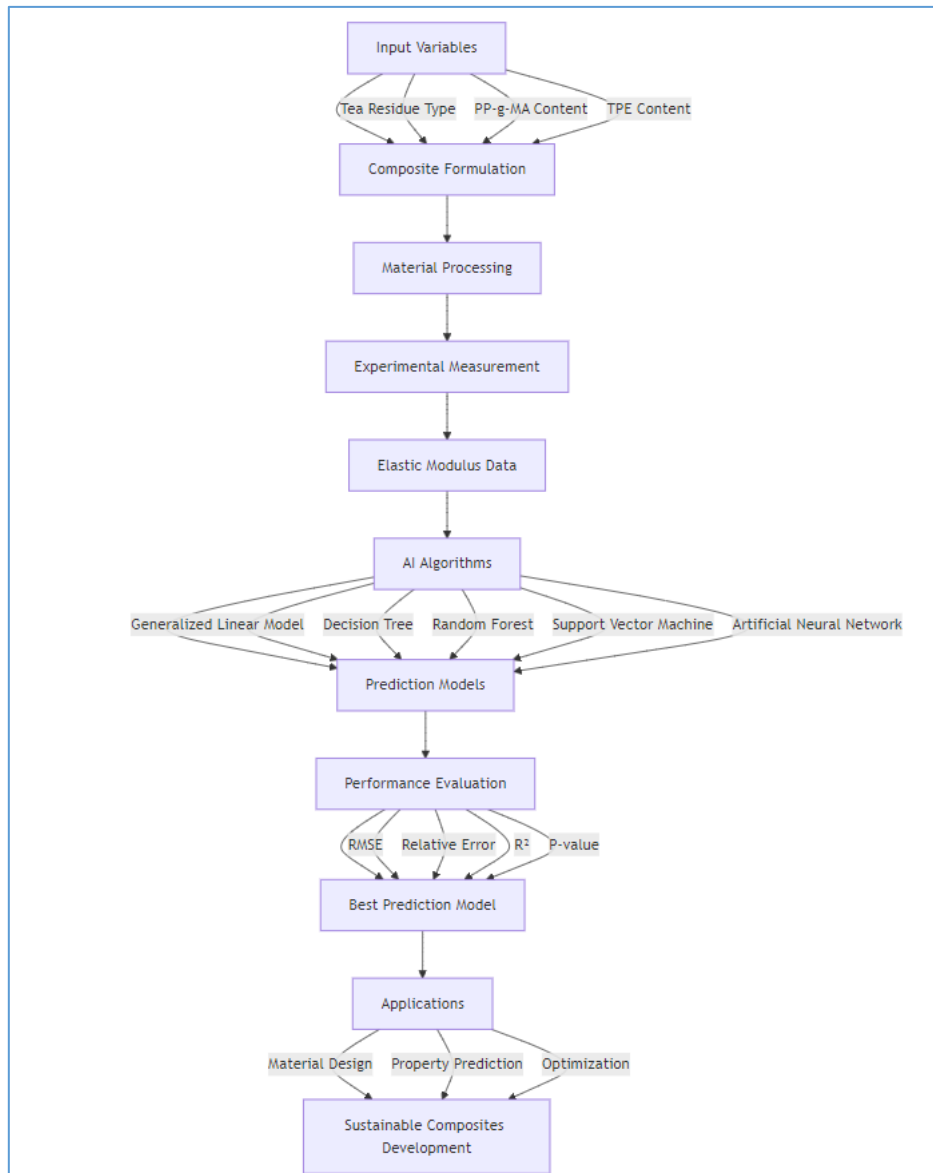 Input Variables
Tea Residue Type
PP-g-MA Content
TPE Content
Composite Formulation
Material Processing
Experimental Measurement
Elastic Modulus Data
AI Algorithms
Generalized Linear Model
Decision Tree
Random Forest
Support Vector Machine
Artificial Neural Network
Prediction Models
Performance Evaluation
RMSE
Relative Error
R²
P-value
Best Prediction Model
Applications
Material Design
Property Prediction
Optimization
Sustainable Composites
Development